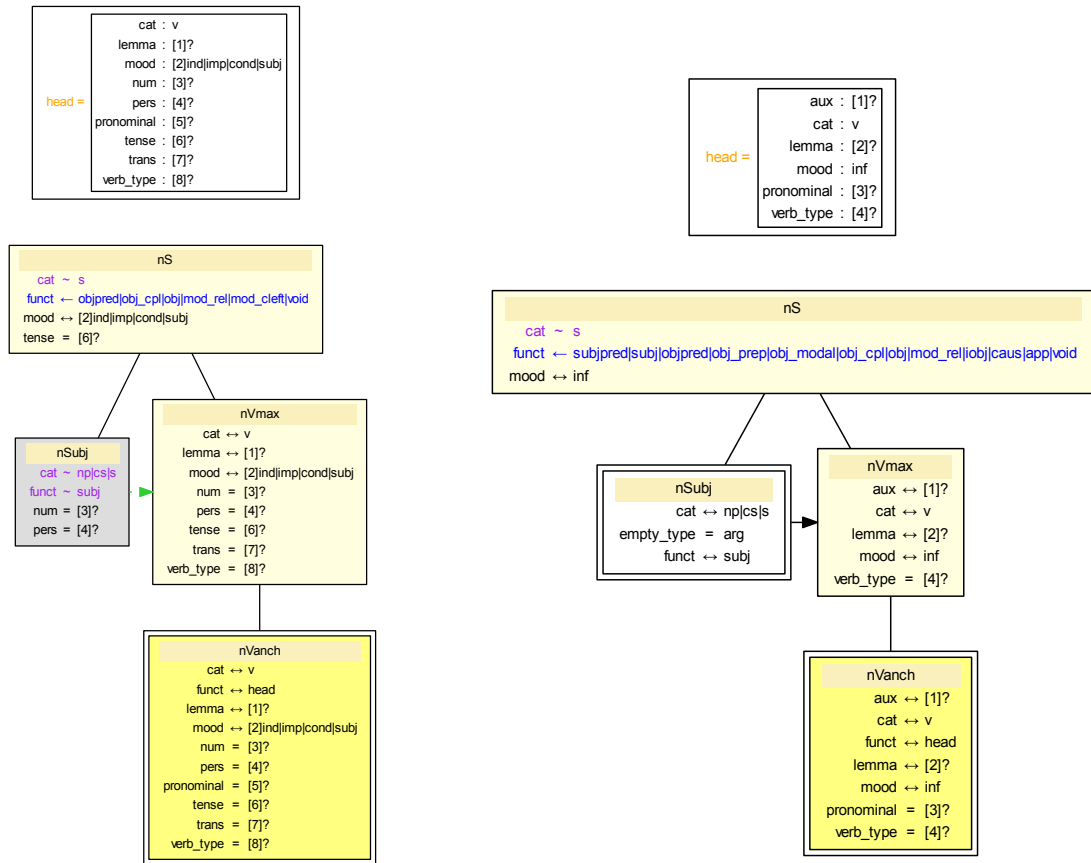 head =
cat : v
lemma : [1]?
mood : [2]ind|imp|cond|subj
num : [3]?
pers : [4]?
pronominal : [5]?
tense : [6]?
trans : [7]?
verb_type : [8]?
nS
cat ~ s
funct ← objpred|obj_cpl|obj|mod_rel|mod_cleft|void
mood ↔ [2]ind|imp|cond|subj
tense = [6]?
nSubj
cat ~ np|cs|s
funct ~ subj
num = [3]?
pers = [4]?
nVmax
cat ↔ v
lemma ↔ [1]?
mood ↔ [2]ind|imp|cond|subj
num = [3]?
pers = [4]?
tense = [6]?
trans = [7]?
verb_type = [8]?
nVanch
cat ↔ v
funct ↔ head
lemma ↔ [1]?
mood ↔ [2]ind|imp|cond|subj
num = [3]?
pers = [4]?
pronominal = [5]?
tense = [6]?
trans = [7]?
verb_type = [8]?
head =
aux : [1]?
cat : v
lemma : [2]?
mood : inf
pronominal : [3]?
verb_type : [4]?
nS
cat ~ s
funct ← subjpred|subj|objpred|obj_prep|obj_modal|obj_cpl|obj|mod_rel|iobj|caus|app|void
mood ↔ inf
nSubj
cat ↔ np|cs|s
empty_type = arg
funct ↔ subj
nVmax
aux ↔ [1]?
cat ↔ v
lemma ↔ [2]?
mood ↔ inf
verb_type = [4]?
nVanch
aux ↔ [1]?
cat ↔ v
funct ↔ head
lemma ↔ [2]?
mood ↔ inf
pronominal = [3]?
verb_type = [4]?